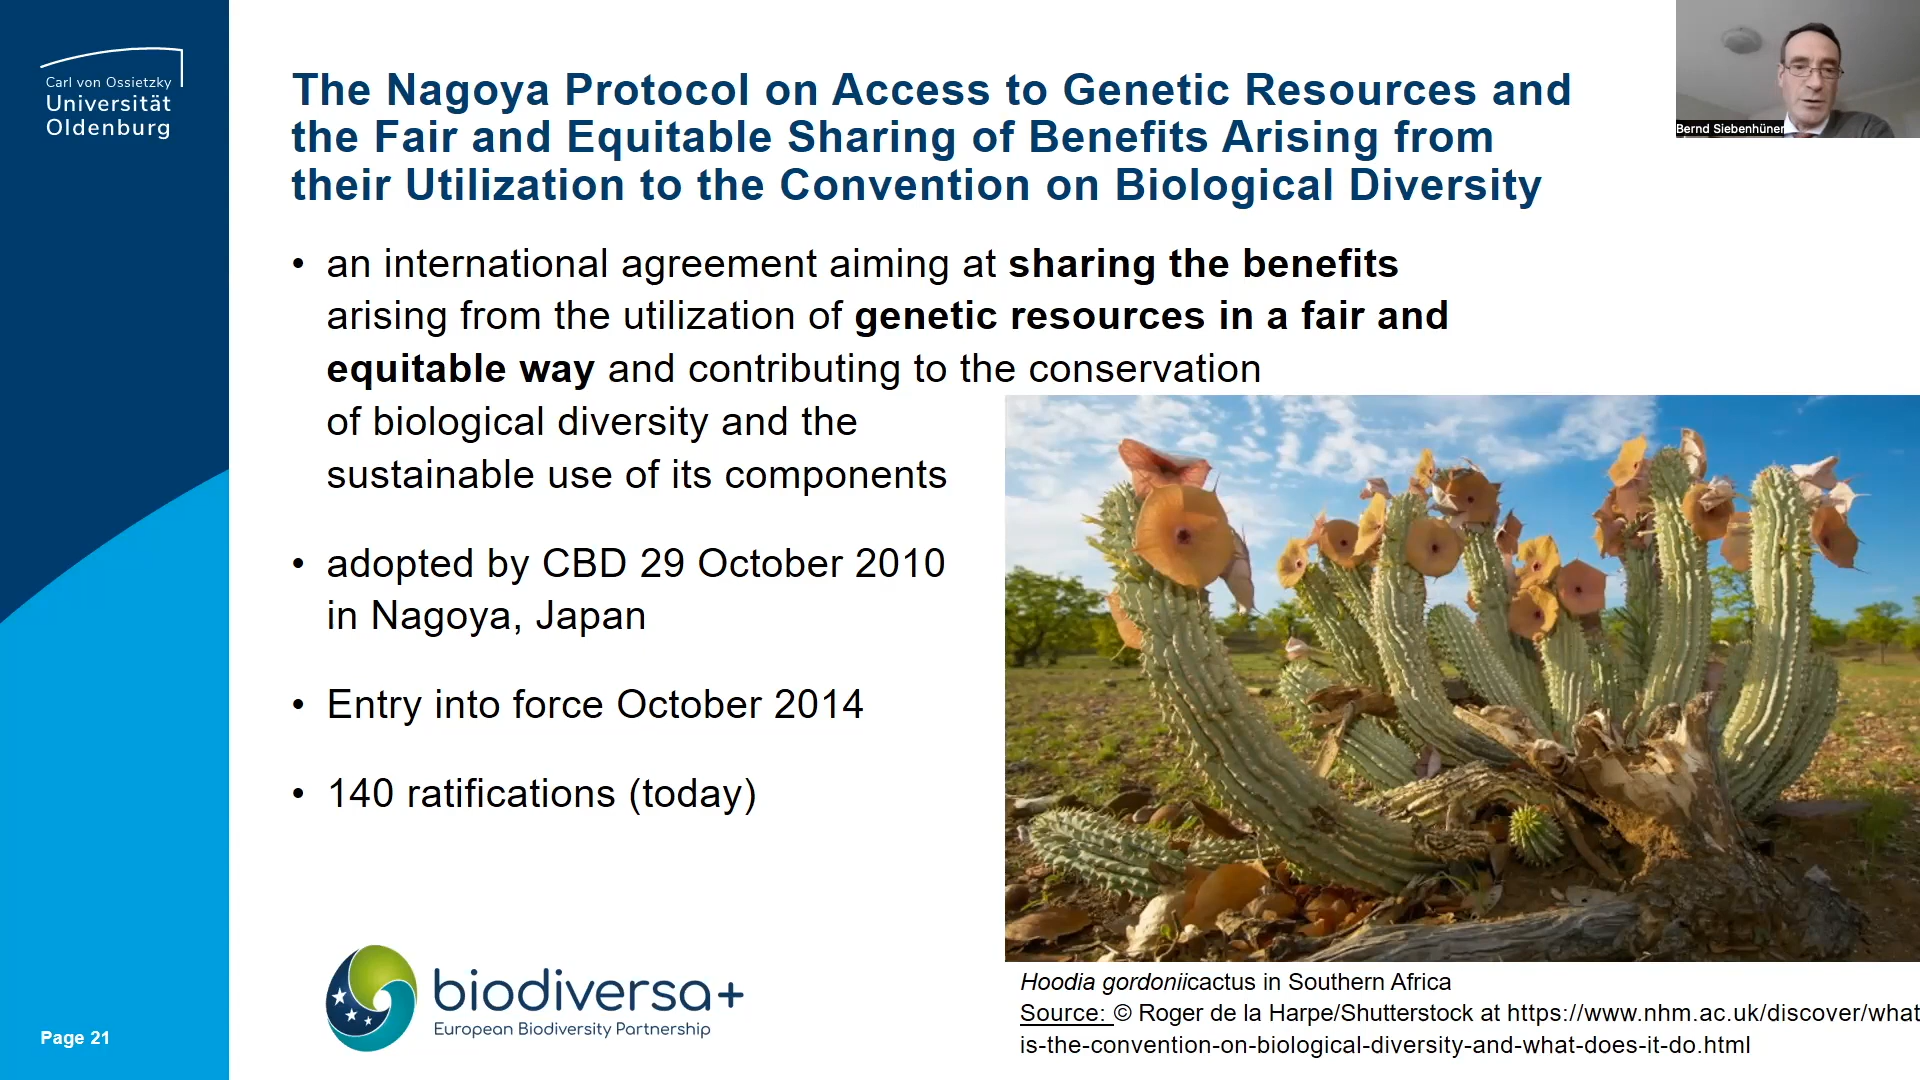 Carl von Ossietzky
Universität
Oldenburg
The Nagoya Protocol on Access to Genetic Resources and
the Fair and Equitable Sharing of Benefits Arising from
their Utilization to the Convention on Biological Diversity
Bernd Siebenhüner
• an international agreement aiming at sharing the benefits
arising from the utilization of genetic resources in a fair and
equitable way and contributing to the conservation
of biological diversity and the
sustainable use of its components
• adopted by CBD 29 October 2010
in Nagoya, Japan
• Entry into force October 2014
• 140 ratifications (today)
biodiversa+
European Biodiversity Partnership
Hoodia gordoniicactus in Southern Africa
Source: © Roger de la Harpe/Shutterstock at https://www.nhm.ac.uk/discover/what
is-the-convention-on-biological-diversity-and-what-does-it-do.html
Page 21